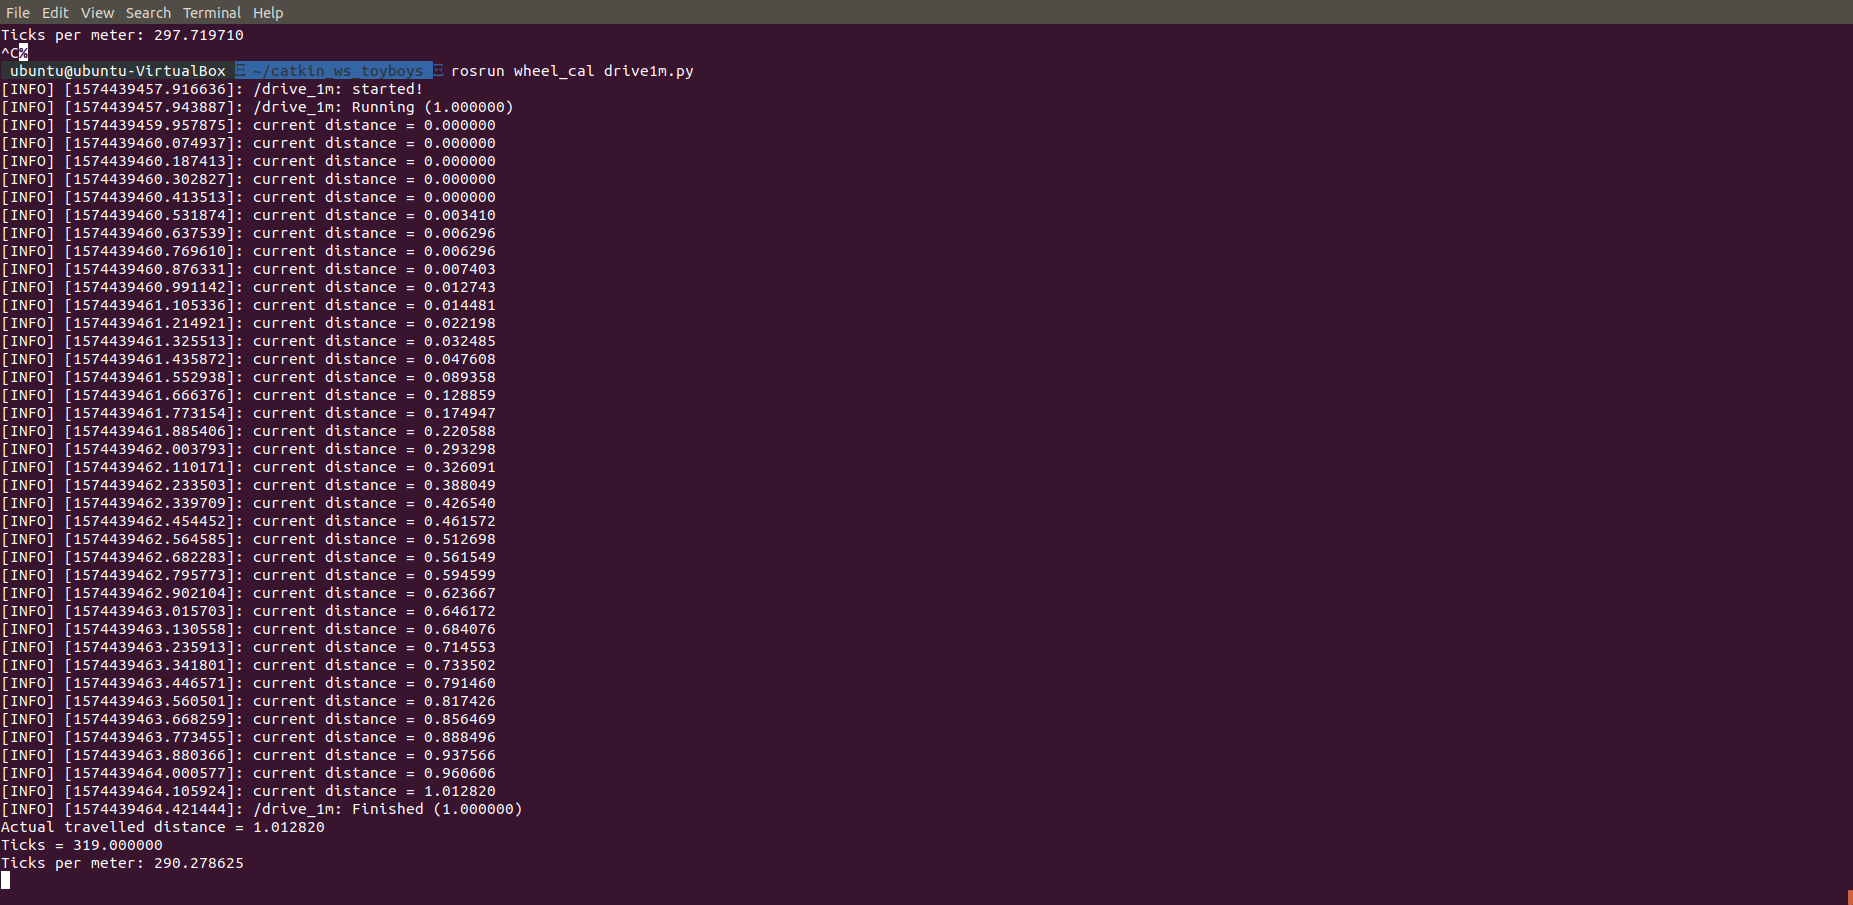 File Edit View Search Terminal Help
Ticks per meter: 297.719710
^C%
ubuntu@ubuntu-VirtualBox ~/catkin_ws_toyboys rosrun wheel_cal drive1m.py
[INFO] [1574439457.916636]: /drive_1m: started!
[INFO] [1574439457.943887]: /drive_1m: Running (1.000000)
[INFO] [1574439459.957875]: current distance = 0.000000
[INFO] [1574439460.074937]: current distance = 0.000000
[INFO] [1574439460.187413]: current distance = 0.000000
[INFO] [1574439460.302827]: current distance = 0.000000
[INFO] [1574439460.413513]: current distance = 0.000000
[INFO] [1574439460.531874]: current distance = 0.003410
[INFO] [1574439460.637539]: current distance = 0.006296
[INFO] [1574439460.769610]: current distance = 0.006296
[INFO] [1574439460.876331]: current distance = 0.007403
[INFO] [1574439460.991142]: current distance = 0.012743
[INFO] [1574439461.105336]: current distance = 0.014481
[INFO] [1574439461.214921]: current distance = 0.022198
[INFO] [1574439461.325513]: current distance = 0.032485
[INFO] [1574439461.435872]: current distance = 0.047608
[INFO] [1574439461.552938]: current distance = 0.089358
[INFO] [1574439461.666376]: current distance = 0.128859
[INFO] [1574439461.773154]: current distance = 0.174947
[INFO] [1574439461.885406]: current distance = 0.220588
[INFO] [1574439462.003793]: current distance = 0.293298
[INFO] [1574439462.110171]: current distance = 0.326091
[INFO] [1574439462.233503]: current distance = 0.388049
[INFO] [1574439462.339709]: current distance = 0.426540
[INFO] [1574439462.454452]: current distance = 0.461572
[INFO] [1574439462.564585]: current distance = 0.512698
[INFO] [1574439462.682283]: current distance = 0.561549
[INFO] [1574439462.795773]: current distance = 0.594599
[INFO] [1574439462.902104]: current distance = 0.623667
[INFO] [1574439463.015703]: current distance = 0.646172
[INFO] [1574439463.130558]: current distance = 0.684076
[INFO] [1574439463.235913]: current distance = 0.714553
[INFO] [1574439463.341801]: current distance = 0.733502
[INFO] [1574439463.446571]: current distance = 0.791460
[INFO] [1574439463.560501]: current distance = 0.817426
[INFO] [1574439463.668259]: current distance = 0.856469
[INFO] [1574439463.773455]: current distance = 0.888496
[INFO] [1574439463.880366]: current distance = 0.937566
[INFO] [1574439464.000577]: current distance = 0.960606
[INFO] [1574439464.105924]: current distance = 1.012820
[INFO] [1574439464.421444]: /drive_1m: Finished (1.000000)
Actual travelled distance = 1.012820
Ticks = 319.000000
Ticks per meter: 290.278625